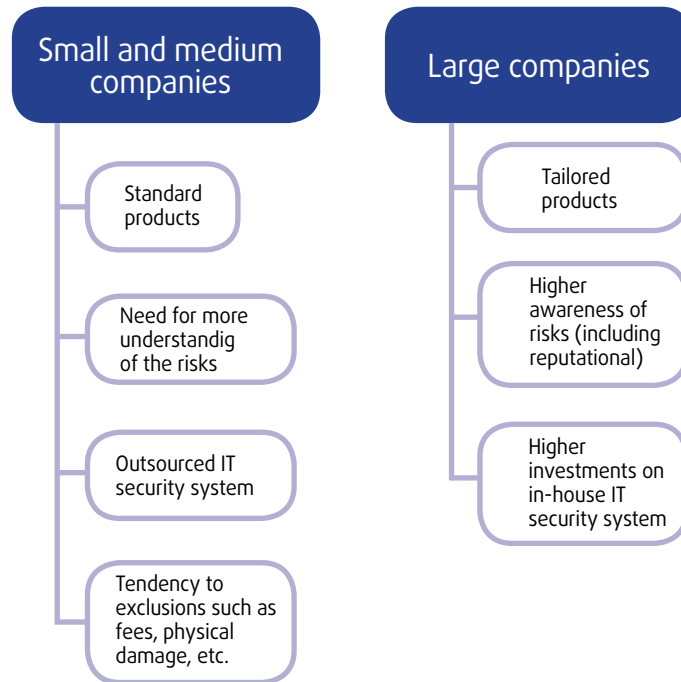 Small and medium
companies
Standard
products
Need for more
understandig
of the risks
Outsourced IT
security system
Tendency to
exclusions such as
fees, physical
damage, etc.
Large companies
Tailored
products
Higher
awareness of
risks (including
reputational)
Higher
investments on
in-house IT
security system